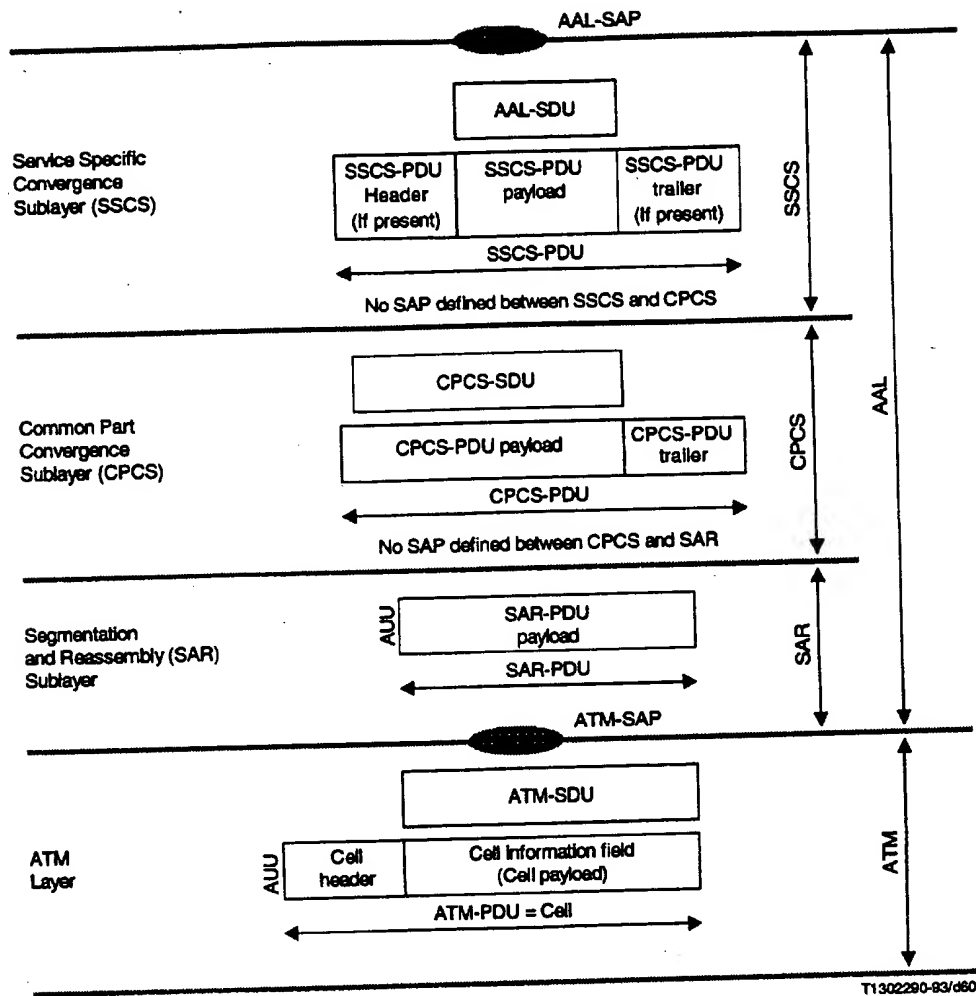 AAL-SAP
AAL-SDU
Service Specific
Convergence
Sublayer (SSCS)
SSCS-PDU
Header
(If present)
SSCS-PDU
payload
SSCS-PDU
trailer
(If present)
SSCS-PDU
No SAP defined between SSCS and CPCS
SSCS
CPCS-SDU
Common Part
Convergence
Sublayer (CPCS)
CPCS-PDU payload
CPCS-PDU
trailer
CPCS-PDU
No SAP defined between CPCS and SAR
CPCS
AAL
Segmentation
and Reassembly (SAR)
Sublayer
AUU
SAR-PDU
payload
SAR-PDU
SAR
ATM-SAP
ATM-SDU
ATM
Layer
AUU
Cell
header
Cell information field
(Cell payload)
ATM-PDU = Cell
ATM
T1302290-93/d60